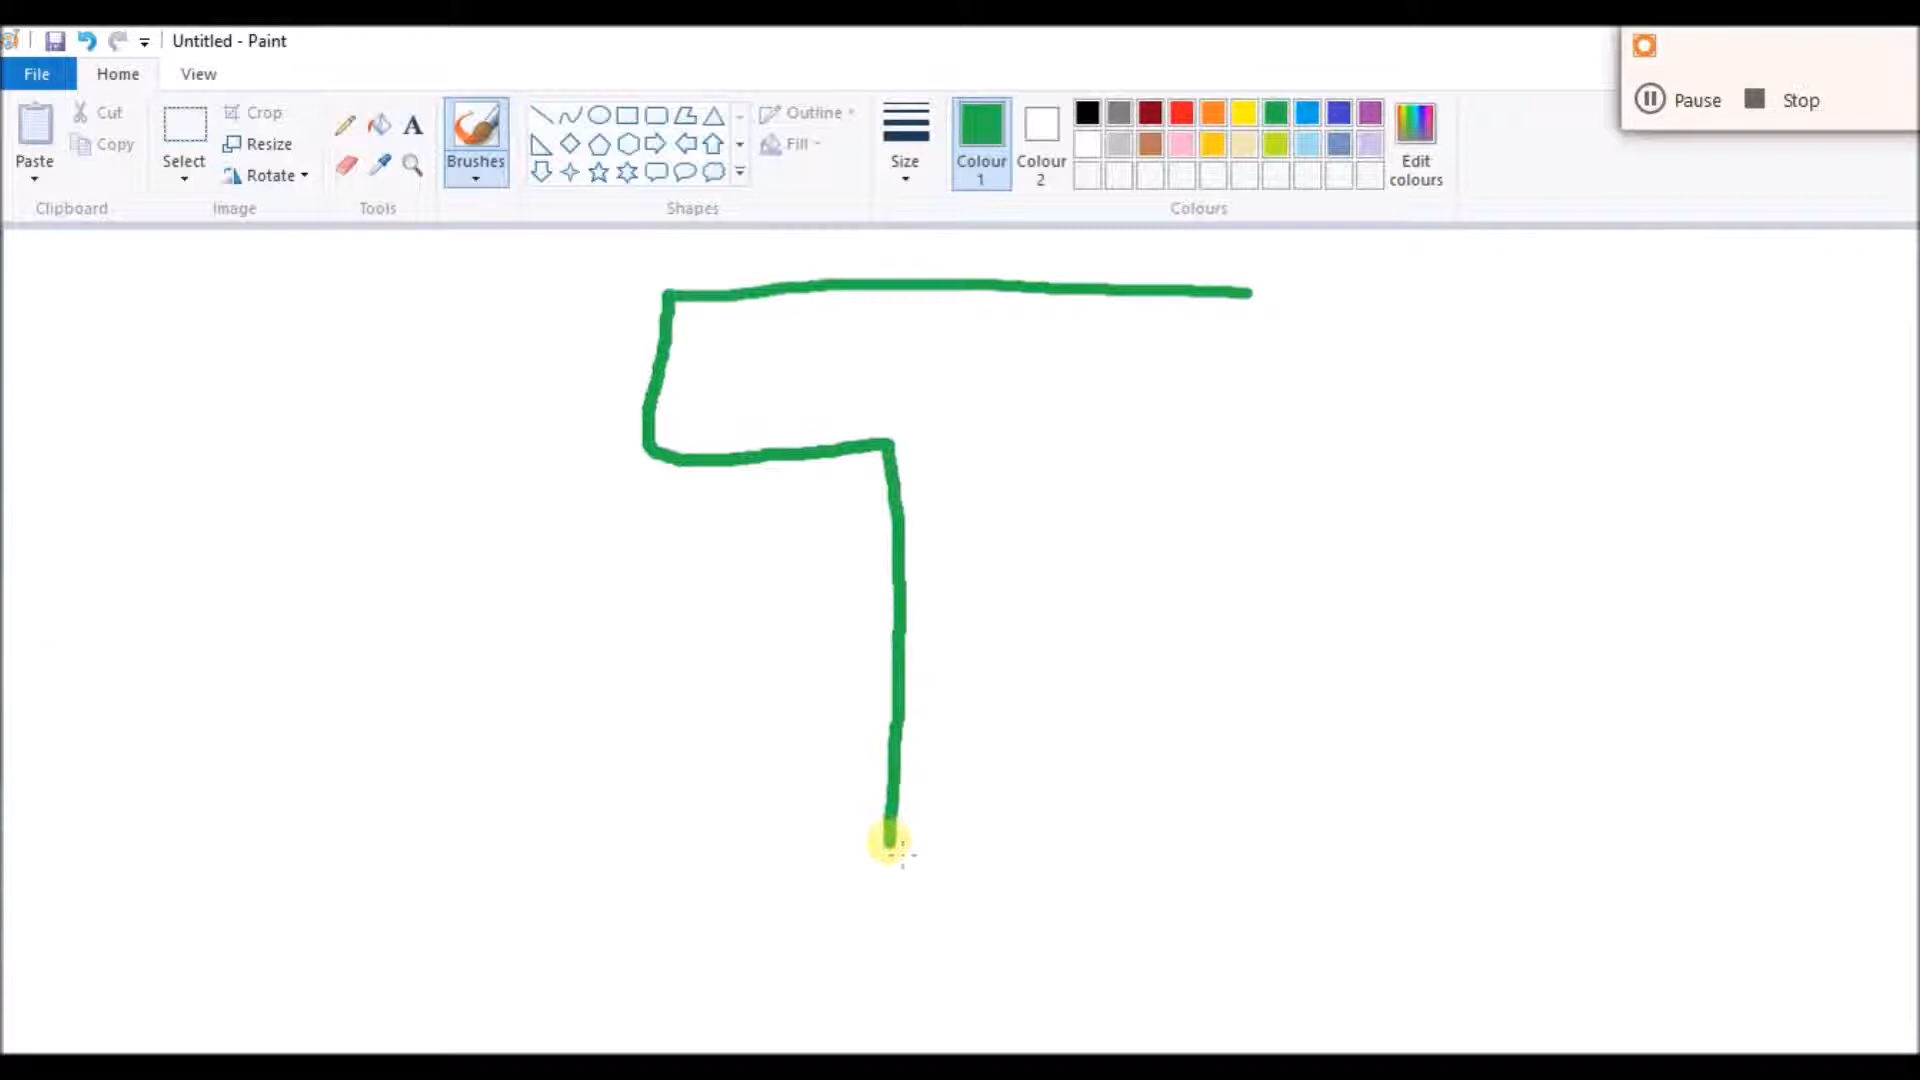 Untitled - Paint
File Home View
Pause Stop
Paste
Cut
Copy
Clipboard
Select
Crop
Resize
Rotate
Image
A
Tools
Brushes
Outline
Fill
Shapes
Size
Colour
1
Colour
2
Edit
colours
Colours